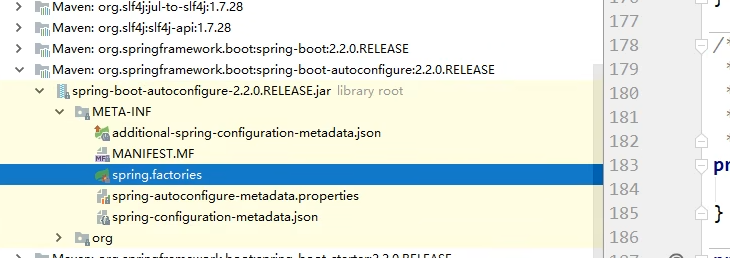 Maven: org.slf4j:jul-to-slf4j:1.7.28
Maven: org.slf4j:slf4j-api:1.7.28
Maven: org.springframework.boot:spring-boot:2.2.0.RELEASE
Maven: org.springframework.boot:spring-boot-autoconfigure:2.2.0.RELEASE
spring-boot-autoconfigure-2.2.0.RELEASE.jar library root
META-INF
additional-spring-configuration-metadata.json
MANIFEST.MF
spring.factories
spring-autoconfigure-metadata.properties
spring-configuration-metadata.json
org
Maven: org.springframework.boot:spring-boot-starter:2.2.0.RELEASE
176 }
177
178 /*
179 *
180 *
181 *
182 *
183 pr
184
185 }
186
187